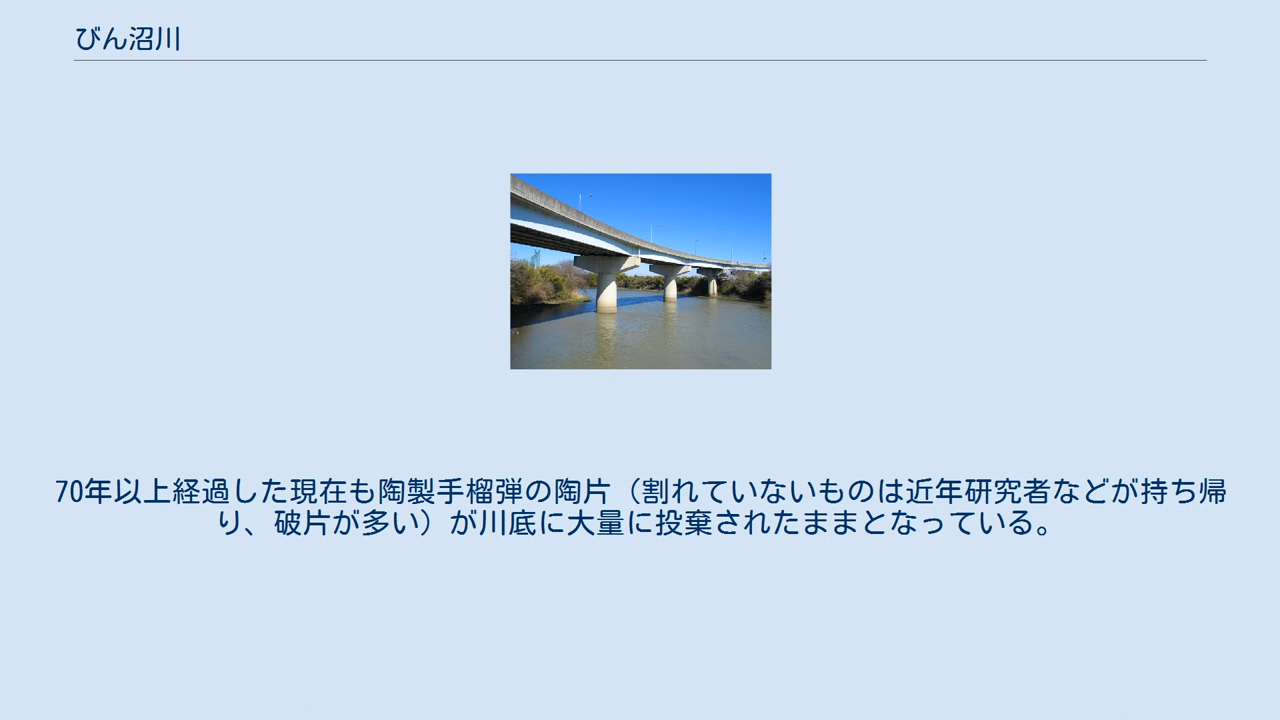 びん沼川
70年以上経過した現在も陶製手榴弾の陶片（割れていないものは近年研究者などが持ち帰
り、破片が多い）が川底に大量に投棄されたままとなっている。